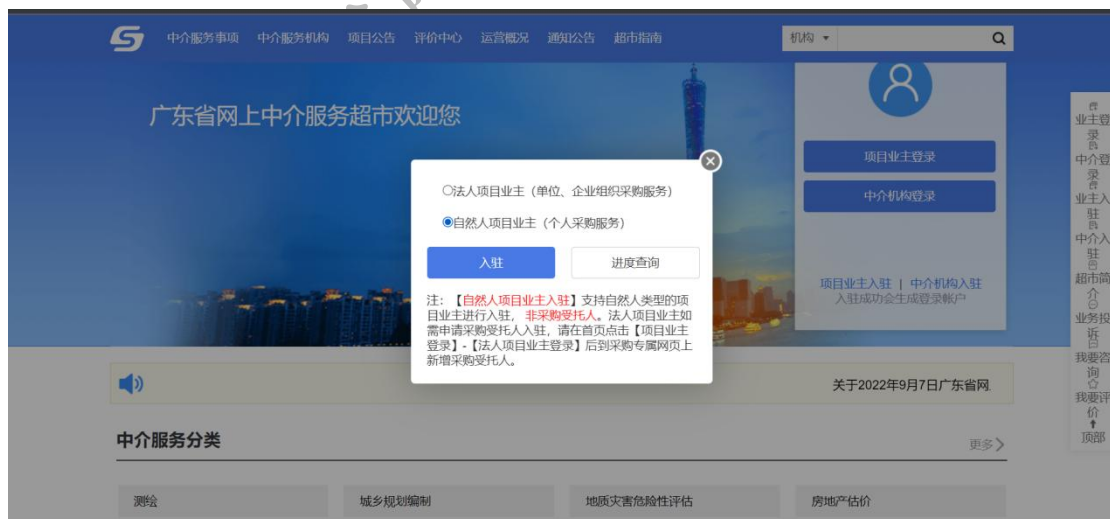 中介服务事项 中介服务机构 项目公告 评价中心 运营概况 通知公告 超市指南
机构
广东省网上中介服务超市欢迎您
项目业主登录
中介机构登录
项目业主入驻 | 中介机构入驻
入驻成功会生成登录帐户
法人项目业主（单位、企业组织采购服务）
自然人项目业主（个人采购服务）
入驻 进度查询
注：【自然人项目业主入驻】支持自然人类型的项
目业主进行入驻，非采购受托人。法人项目业主如
需申请采购受托人入驻，请在首页点击【项目业主
登录】-【法人项目业主登录】后到采购专属网页上
新增采购受托人。
业主登
录
中介登
录
业主入
驻
中介入
驻
超市简
介
业务投
诉
我要咨
询
我要评
价
顶部
关于2022年9月7日广东省网
中介服务分类
更多
测绘 城乡规划编制 地质灾害危险性评估 房地产估价